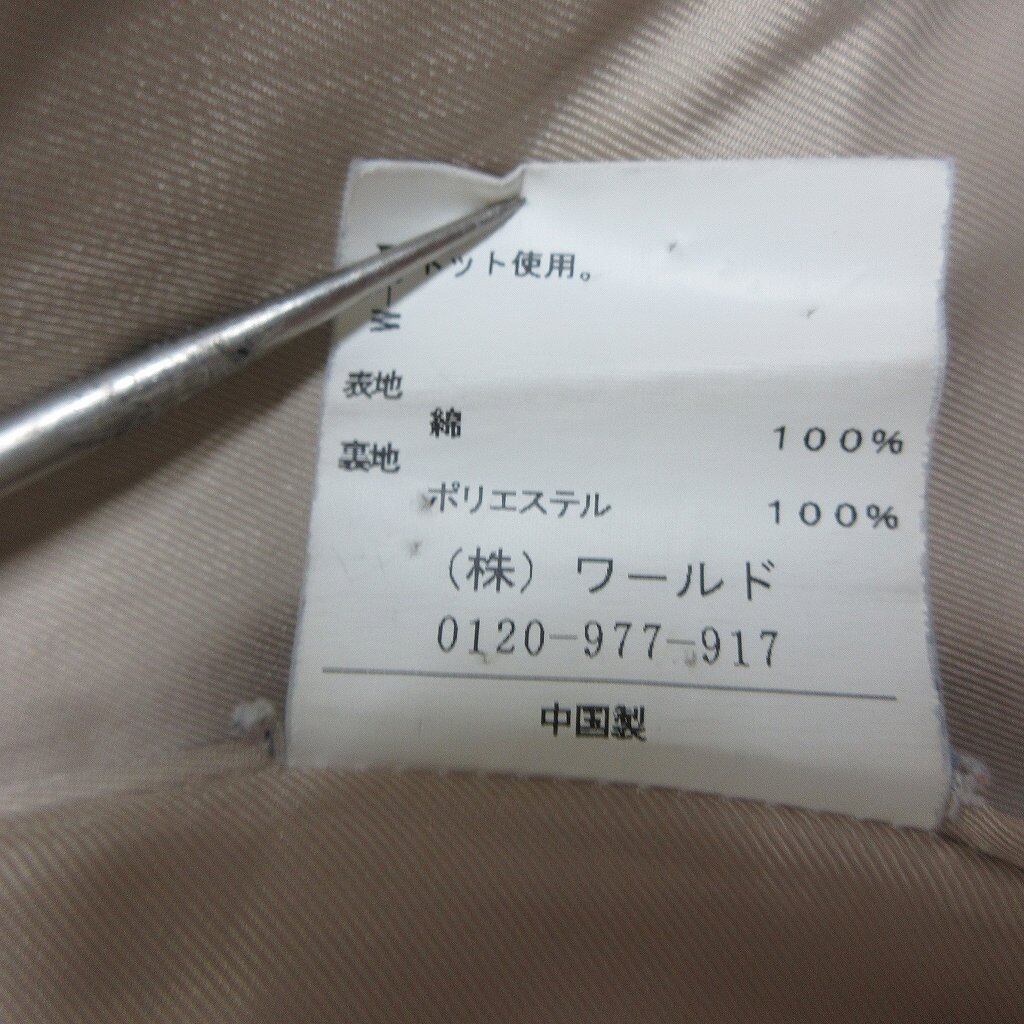 ット使用。
表地
綿 100%
裏地
ポリエステル 100%
(株) ワールド
0120-977-917
中国製